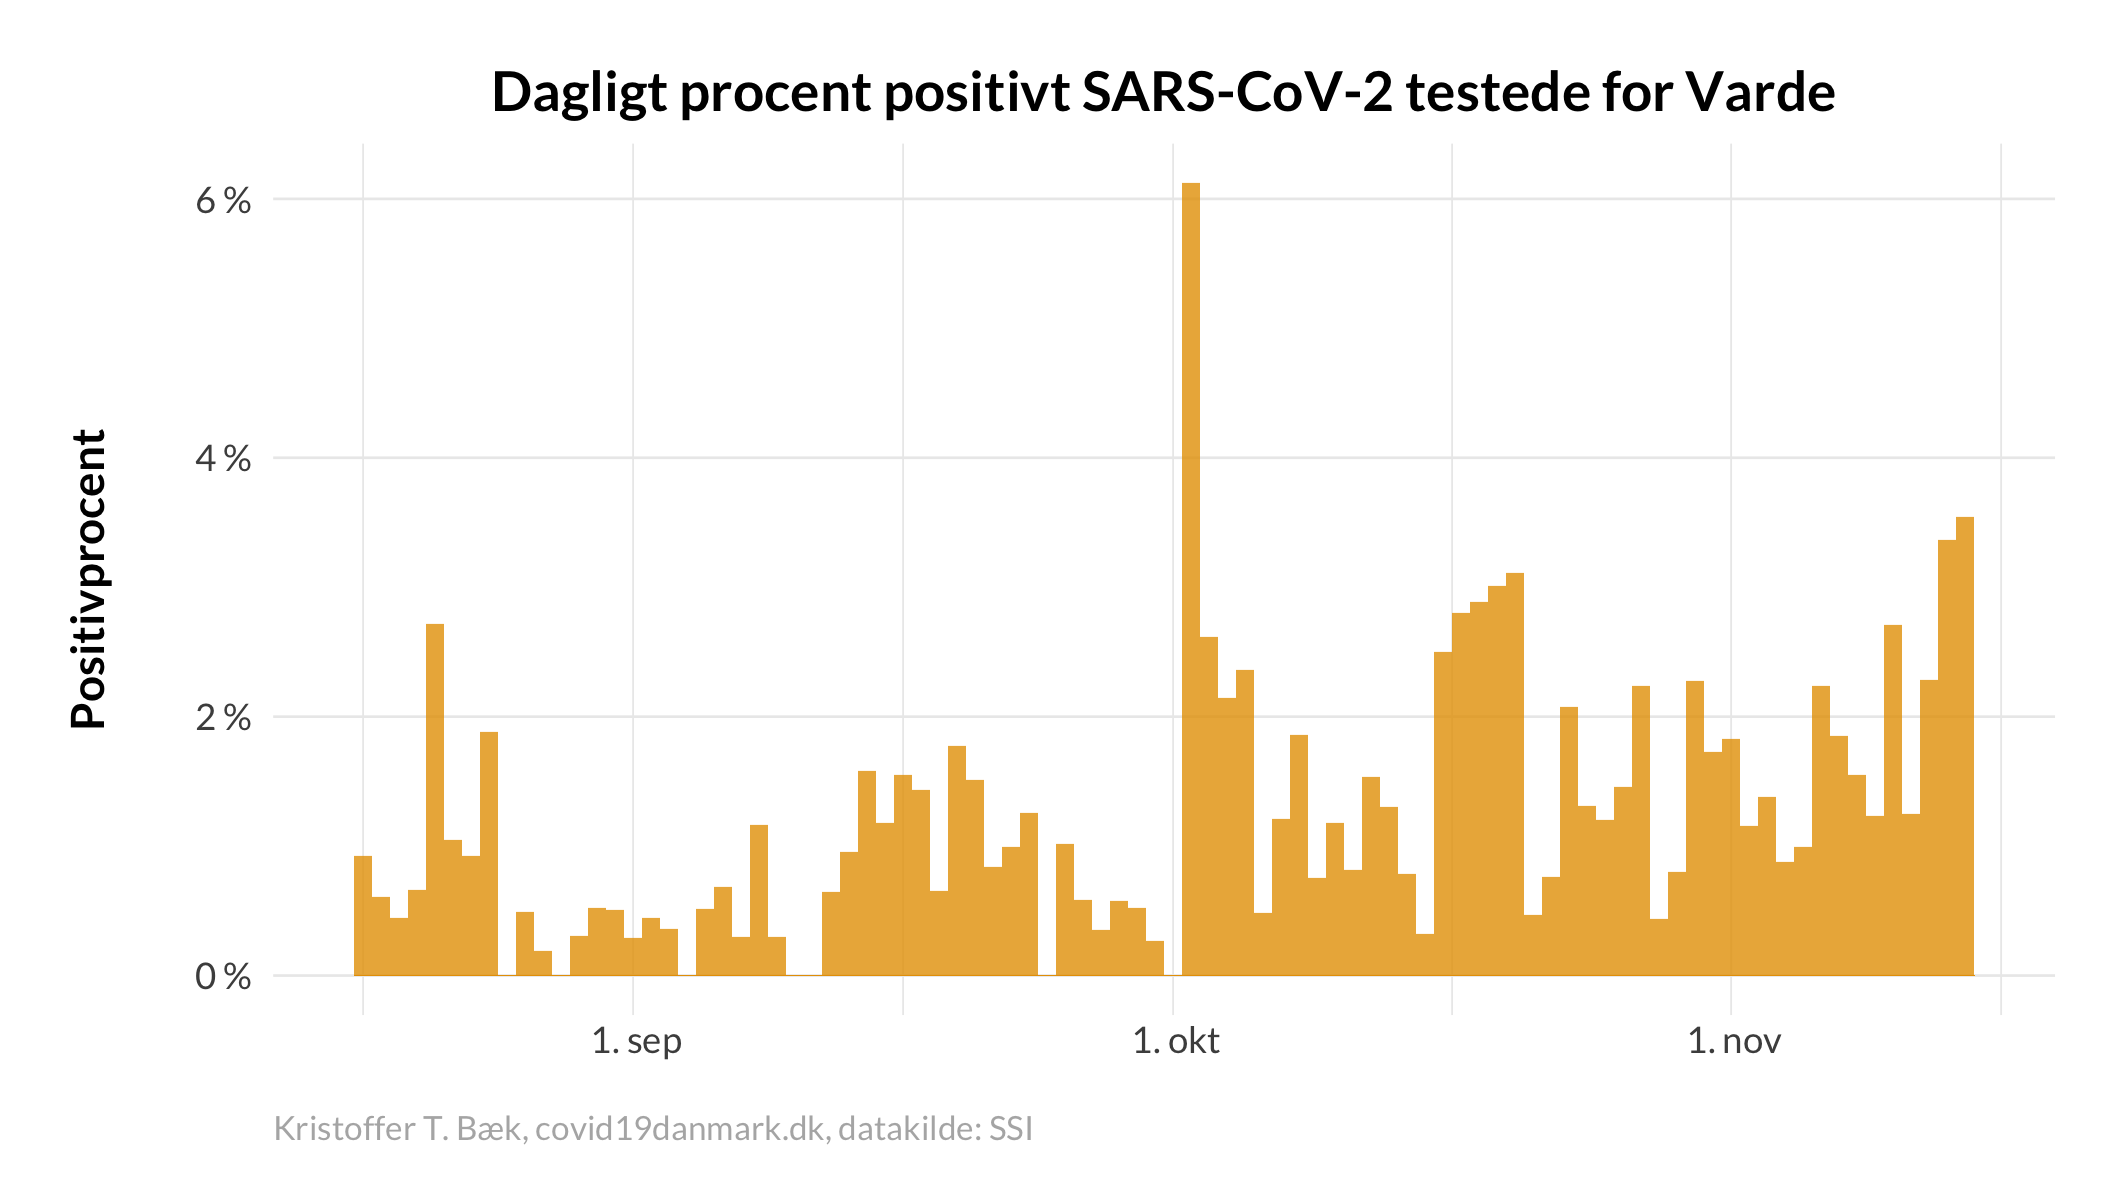 Dagligt procent positivt SARS-CoV-2 testede for Varde
Positivprocent
6 %
4 %
2 %
0 %
1. sep
1. okt
1. nov
Kristoffer T. Bæk, covid19danmark.dk, datakilde: SSI